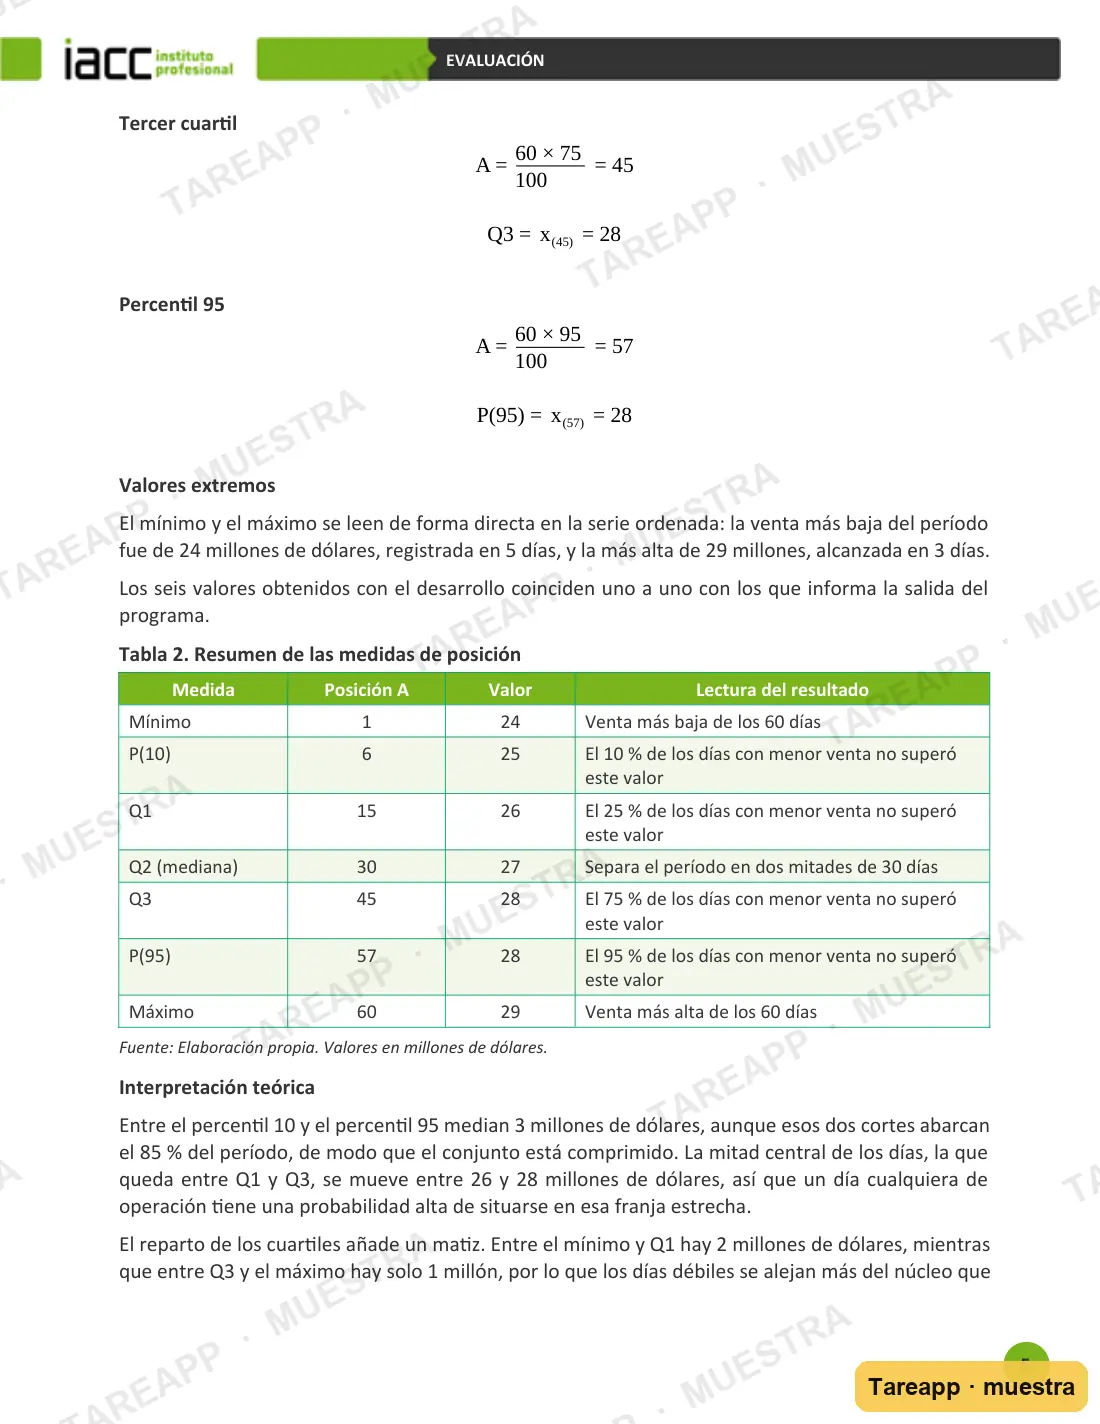 iacc instituto profesional
EVALUACIÓN
Tercer cuartil
A = 60 × 75 / 100 = 45
Q3 = x(45) = 28
Percentil 95
A = 60 × 95 / 100 = 57
P(95) = x(57) = 28
Valores extremos
El mínimo y el máximo se leen de forma directa en la serie ordenada: la venta más baja del período
fue de 24 millones de dólares, registrada en 5 días, y la más alta de 29 millones, alcanzada en 3 días.
Los seis valores obtenidos con el desarrollo coinciden uno a uno con los que informa la salida del
programa.
Tabla 2. Resumen de las medidas de posición
Medida Posición A Valor Lectura del resultado
Mínimo 1 24 Venta más baja de los 60 días
P(10) 6 25 El 10 % de los días con menor venta no superó
este valor
Q1 15 26 El 25 % de los días con menor venta no superó
este valor
Q2 (mediana) 30 27 Separa el período en dos mitades de 30 días
Q3 45 28 El 75 % de los días con menor venta no superó
este valor
P(95) 57 28 El 95 % de los días con menor venta no superó
este valor
Máximo 60 29 Venta más alta de los 60 días
Fuente: Elaboración propia. Valores en millones de dólares.
Interpretación teórica
Entre el percentil 10 y el percentil 95 median 3 millones de dólares, aunque esos dos cortes abarcan
el 85 % del período, de modo que el conjunto está comprimido. La mitad central de los días, la que
queda entre Q1 y Q3, se mueve entre 26 y 28 millones de dólares, así que un día cualquiera de
operación tiene una probabilidad alta de situarse en esa franja estrecha.
El reparto de los cuartiles añade un matiz. Entre el mínimo y Q1 hay 2 millones de dólares, mientras
que entre Q3 y el máximo hay solo 1 millón, por lo que los días débiles se alejan más del núcleo que
Tareapp · muestra
TAREAPP · MUESTRA